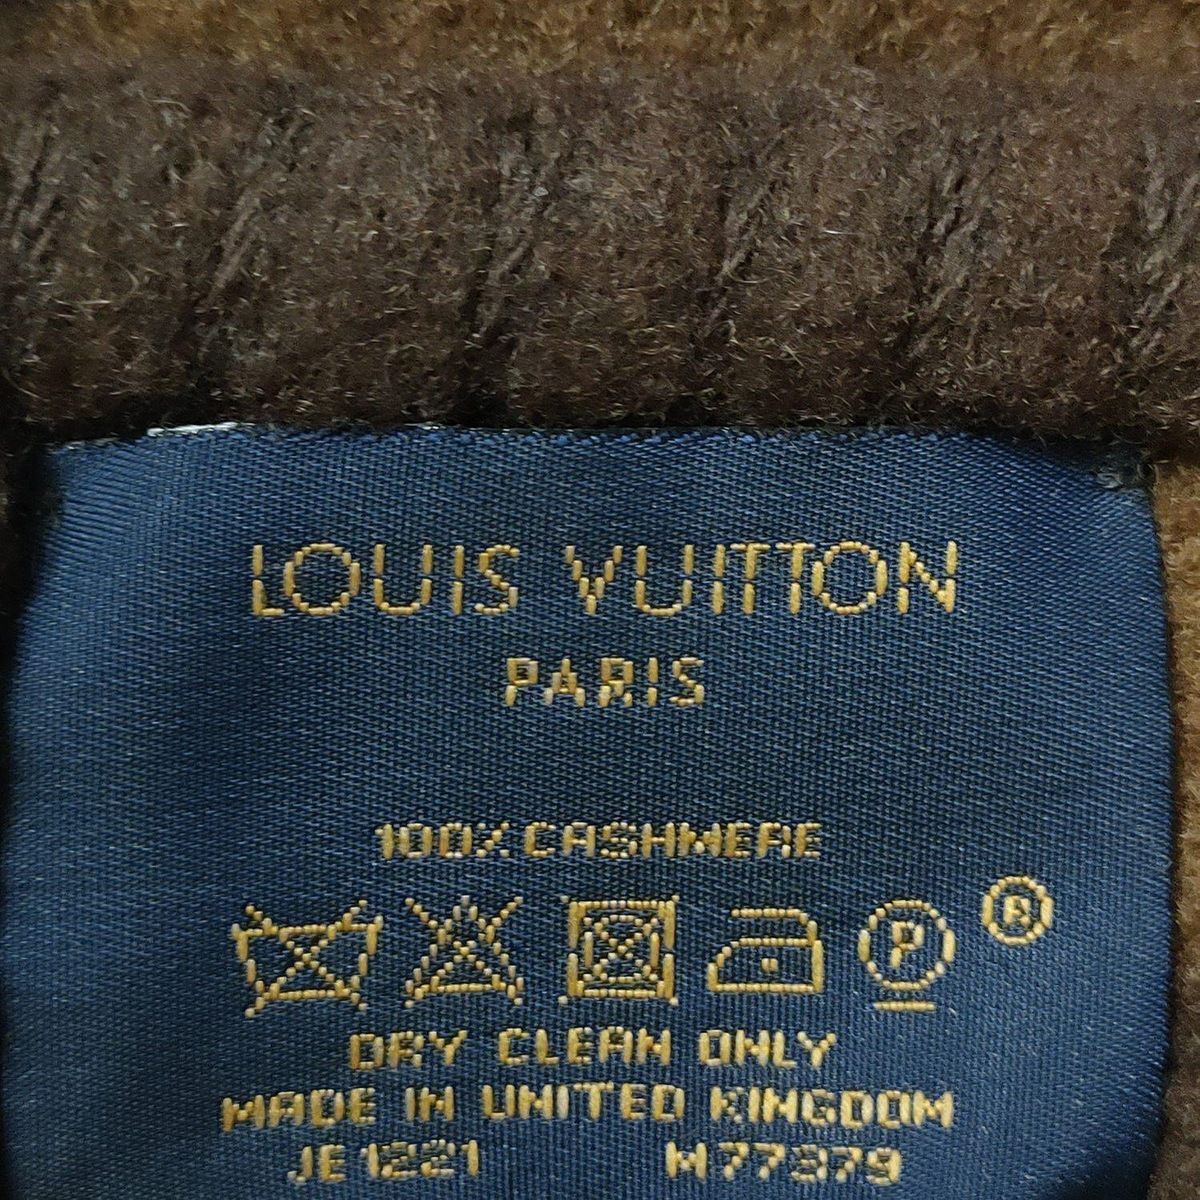 LOUIS VUITTON
PARIS
100% CASHMERE
P
®
DRY CLEAN ONLY
MADE IN UNITED KINGDOM
JE1221 M77379